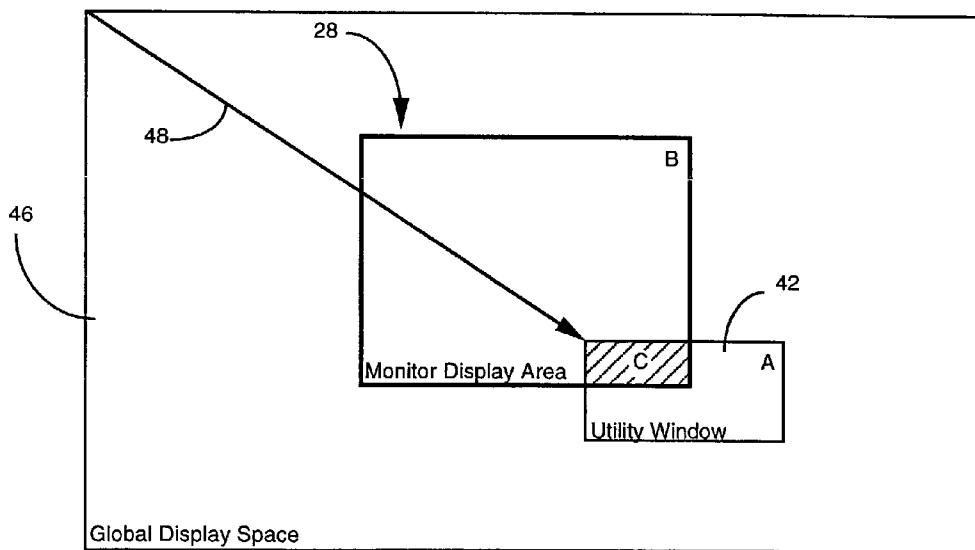 28
48
B
46
42
Monitor Display Area
C
A
Utility Window
Global Display Space